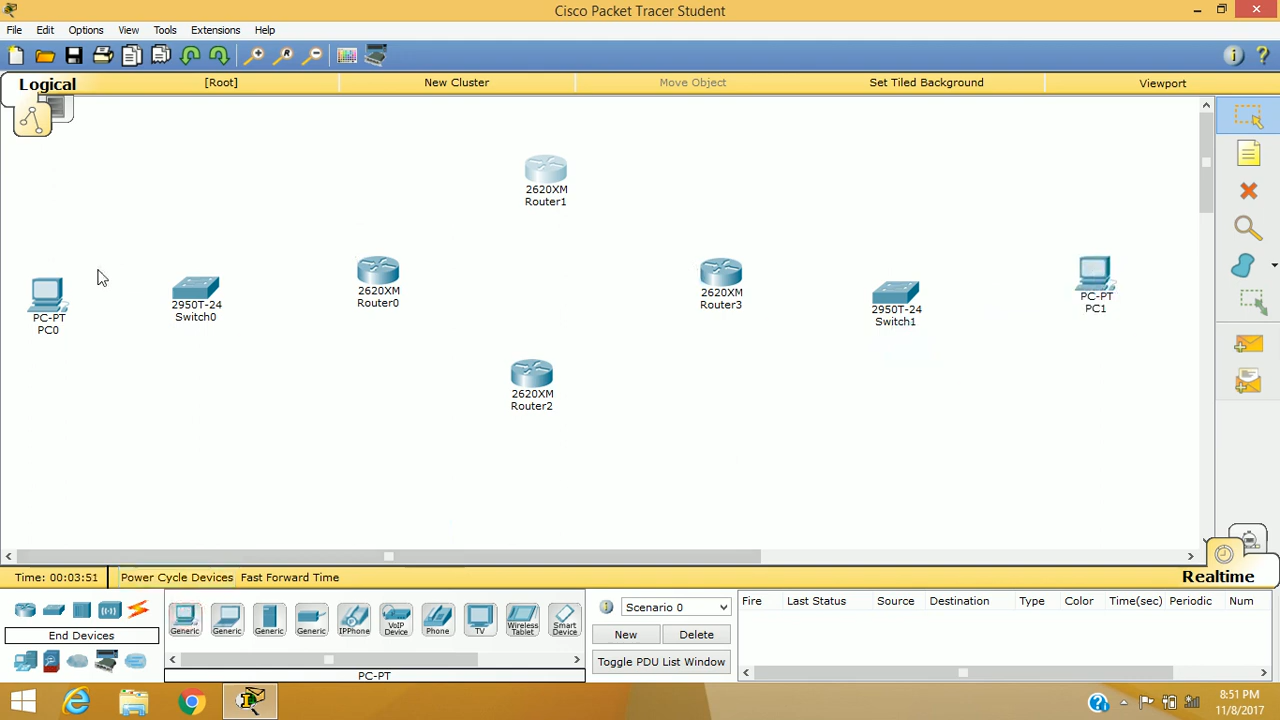 Cisco Packet Tracer Student
File Edit Options View Tools Extensions Help
Logical [Root] New Cluster Move Object Set Tiled Background Viewport
2620XM
Router1
2620XM
Router0
2620XM
Router3
2950T-24
Switch0
2950T-24
Switch1
PC-PT
PC0
PC-PT
PC1
2620XM
Router2
Time: 00:03:51 Power Cycle Devices Fast Forward Time Realtime
End Devices
Generic Generic Generic Generic IPPhone VoIP Device Phone TV Wireless Tablet Smart Device
PC-PT
Scenario 0
New Delete
Toggle PDU List Window
Fire Last Status Source Destination Type Color Time(sec) Periodic Num
8:51 PM
11/8/2017